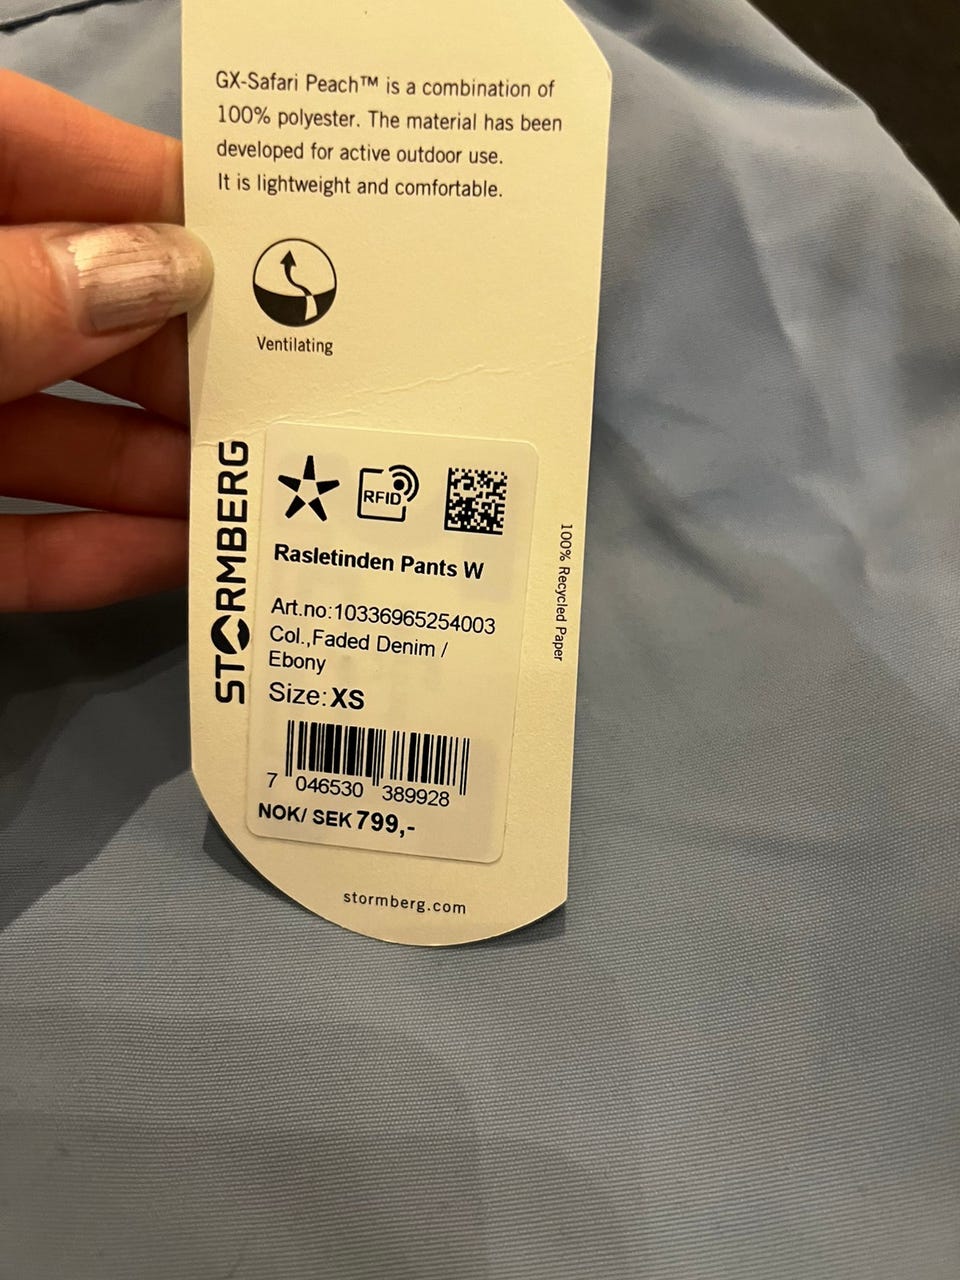 GX-Safari Peach™ is a combination of
100% polyester. The material has been
developed for active outdoor use.
It is lightweight and comfortable.
Ventilating
STORMBERG
RFID
Rasletinden Pants W
Art.no:10336965254003
Col.,Faded Denim /
Ebony
Size:XS
7 046530 389928
NOK/ SEK 799,-
100% Recycled Paper
stormberg.com